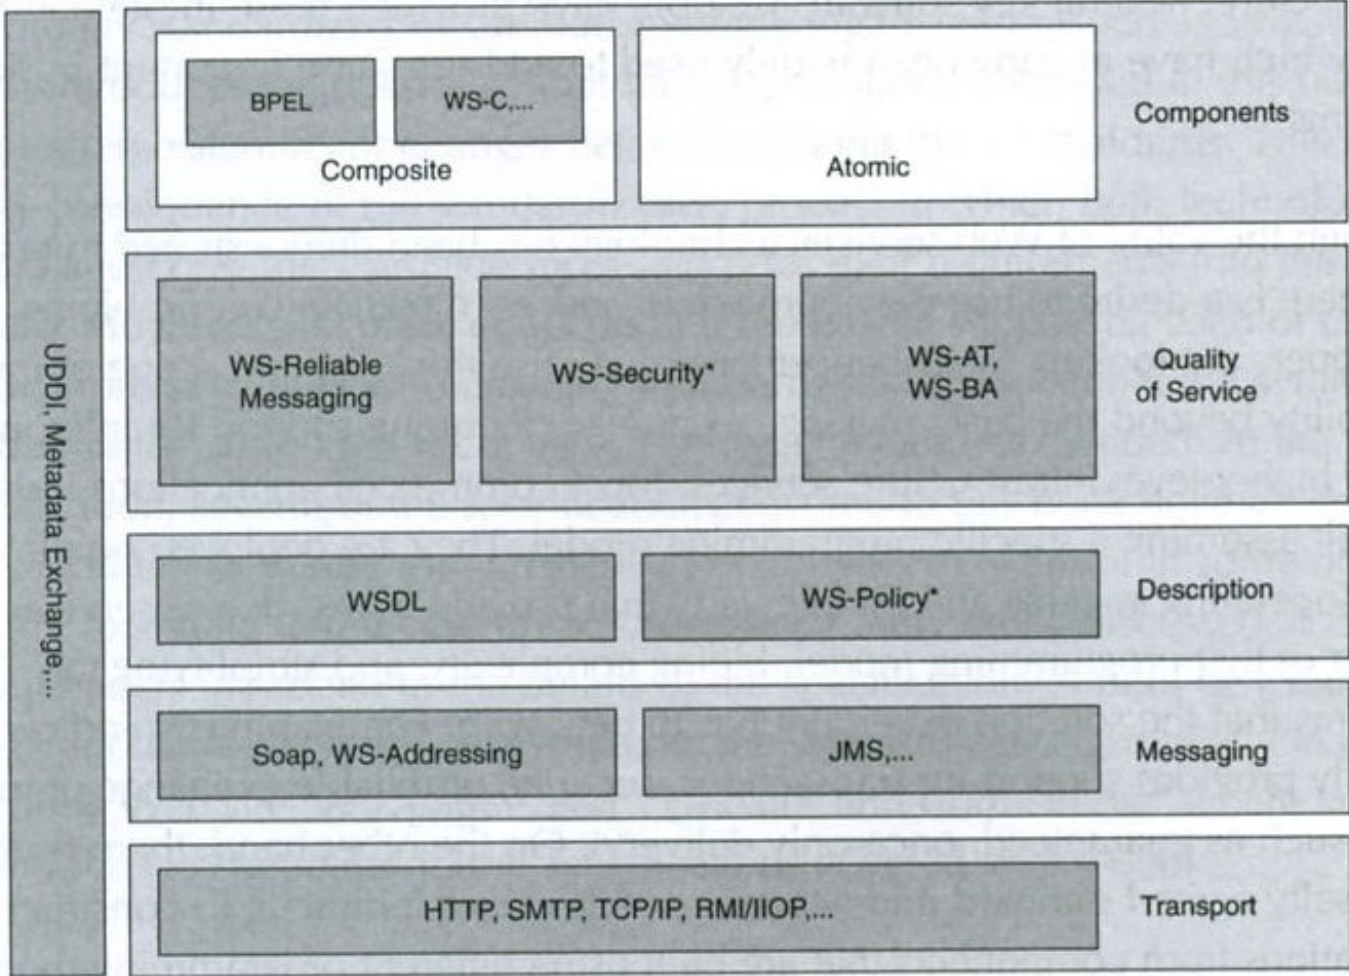 UDDI, Metadata Exchange,...
BPEL
WS-C,...
Composite
Atomic
Components
WS-Reliable
Messaging
WS-Security*
WS-AT,
WS-BA
Quality
of Service
WSDL
WS-Policy*
Description
Soap, WS-Addressing
JMS,...
Messaging
HTTP, SMTP, TCP/IP, RMI/IIOP,...
Transport